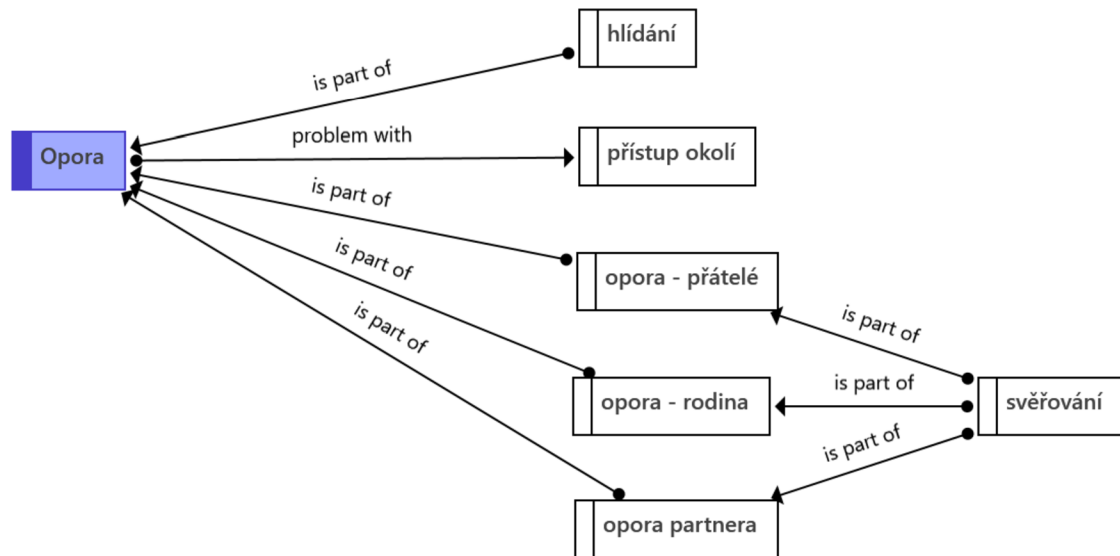 hlídání
is part of
problem with
Opora
přístup okolí
is part of
opora - přátelé
is part of
is part of
is part of
is part of
opora - rodina
svěřování
is part of
opora partnera